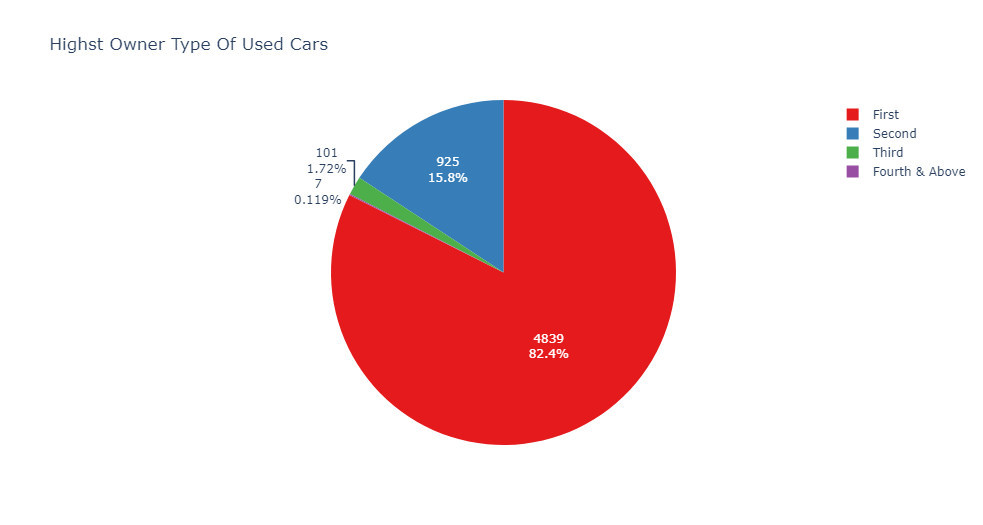 Highst Owner Type Of Used Cars
101
1.72%
7
0.119%
925
15.8%
4839
82.4%
First
Second
Third
Fourth & Above